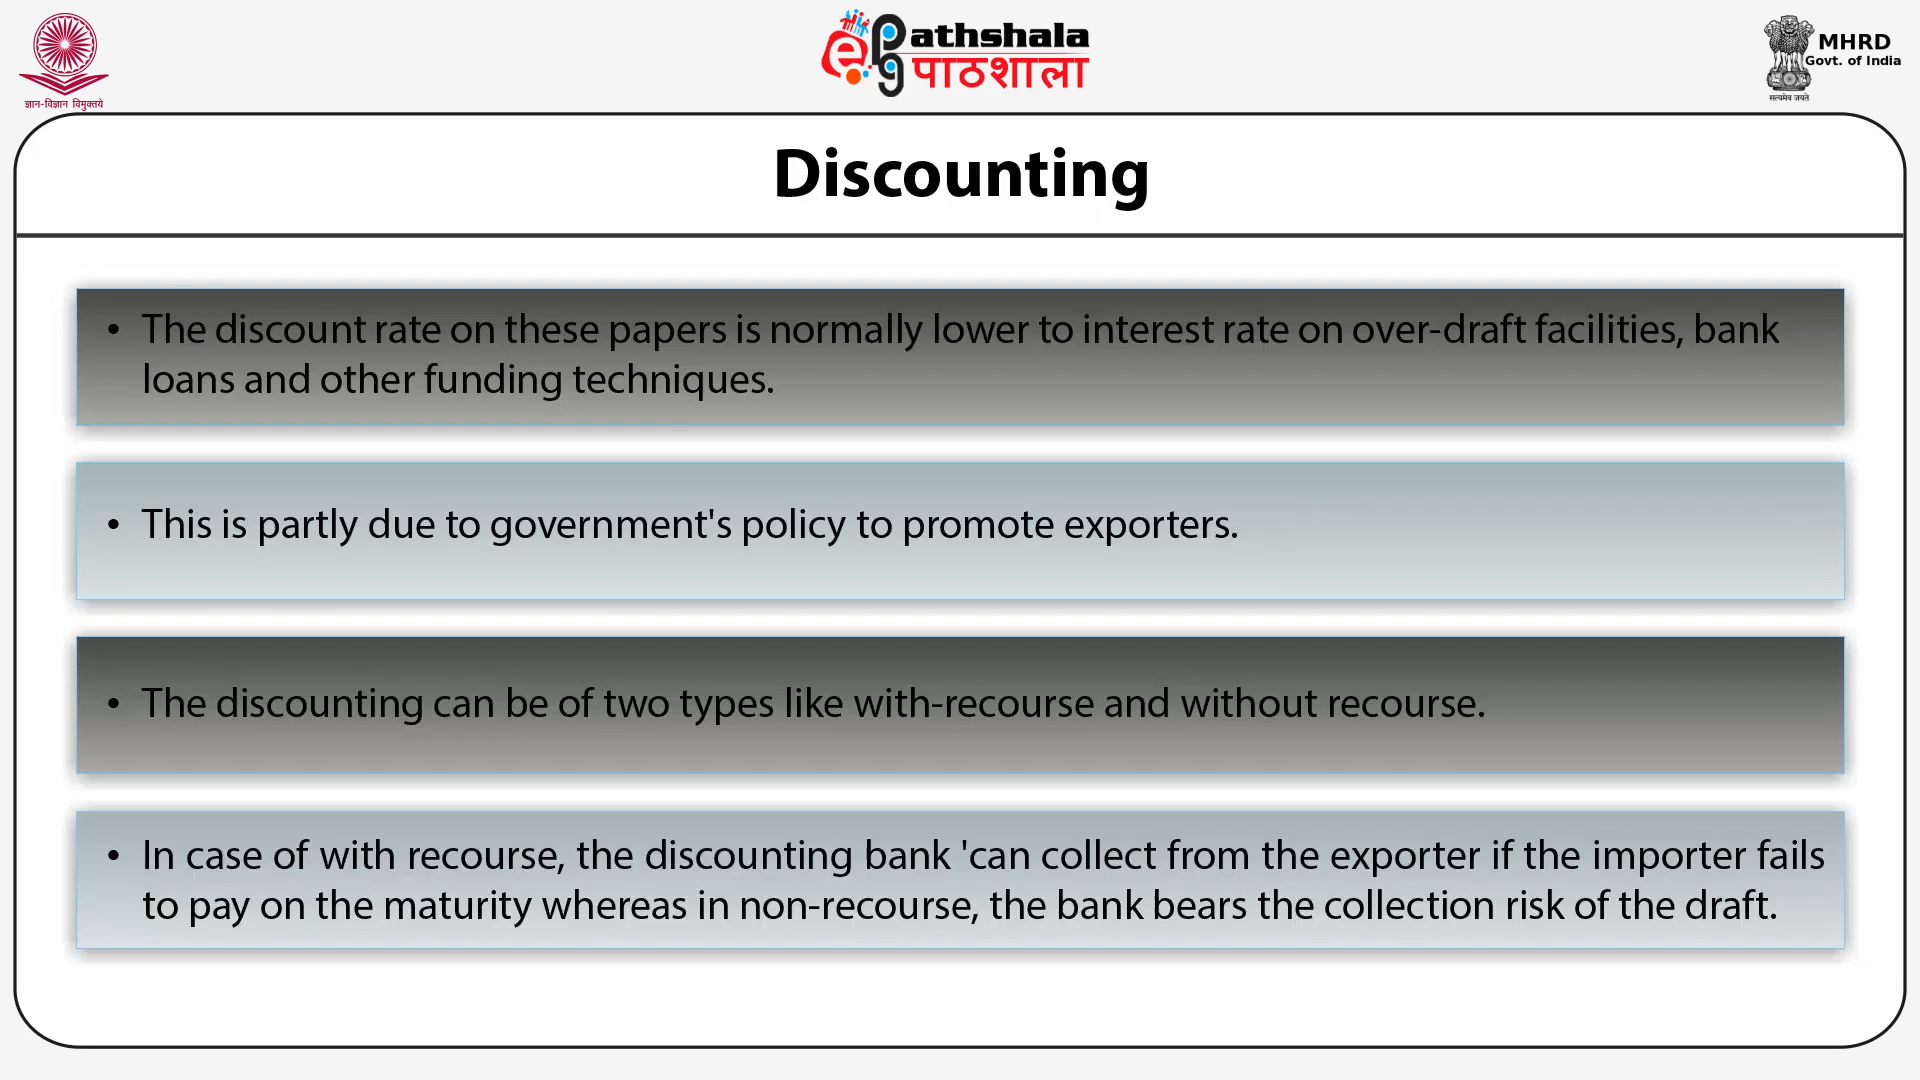 ज्ञान-विज्ञान विमुक्तये
ePathshala
पाठशाला
MHRD
Govt. of India
सत्यमेव जयते
Discounting
• The discount rate on these papers is normally lower to interest rate on over-draft facilities, bank
loans and other funding techniques.
• This is partly due to government's policy to promote exporters.
• The discounting can be of two types like with-recourse and without recourse.
• In case of with recourse, the discounting bank 'can collect from the exporter if the importer fails
to pay on the maturity whereas in non-recourse, the bank bears the collection risk of the draft.